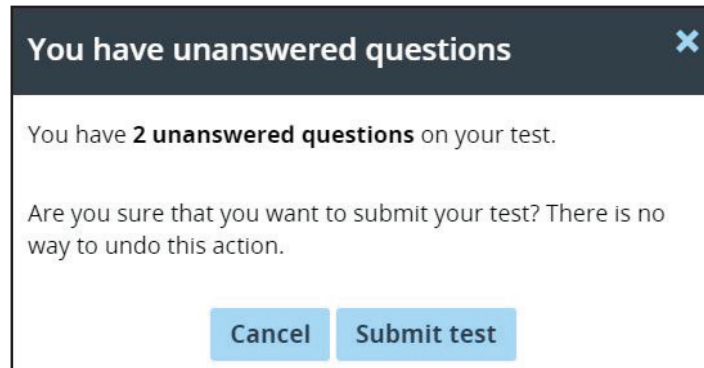 You have unanswered questions
You have 2 unanswered questions on your test.
Are you sure that you want to submit your test? There is no
way to undo this action.
Cancel Submit test